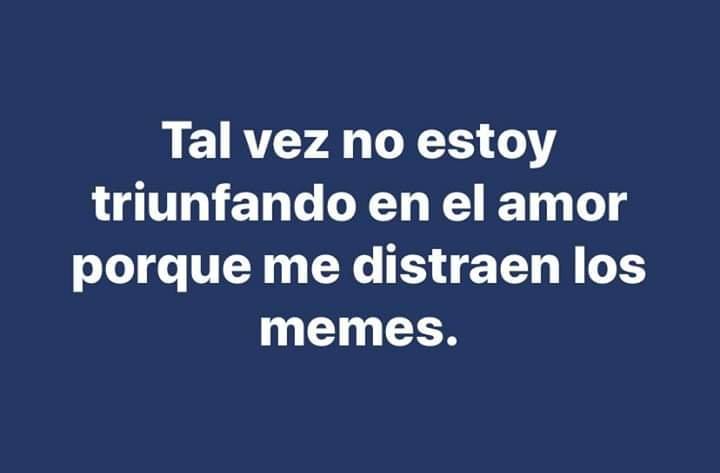 Tal vez no estoy
triunfando en el amor
porque me distraen los
memes.